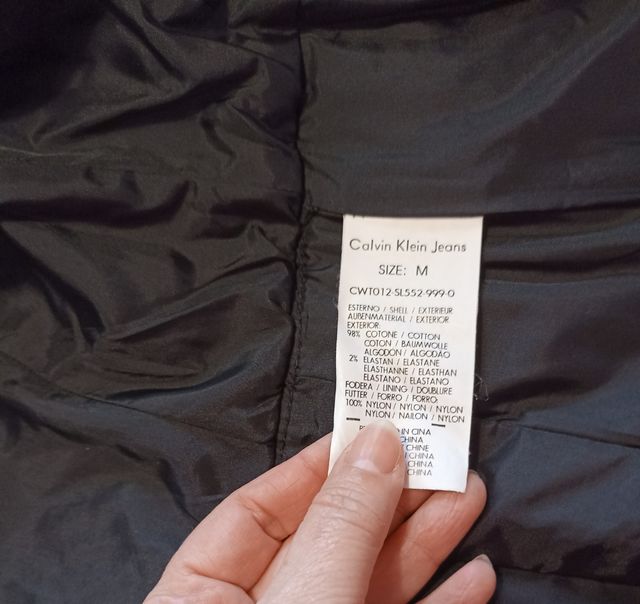 Calvin Klein Jeans
SIZE: M
CWT012-SL552-999-0
ESTERNO / SHELL / EXTERIEUR
AUßENMATERIAL / EXTERIOR
EXTERIOR:
98% COTONE / COTTON
COTON / BAUMWOLLE
ALGODON / ALGODÃO
2% ELASTAN / ELASTANE
ELASTHANNE / ELASTHAN
ELASTANO / ELASTANO
FODERA / LINING / DOUBLURE
FUTTER / FORRO / FORRO:
100% NYLON / NYLON / NYLON
NYLON / NAILON / NYLON
IN CINA
CHINA
CHINE
CHINA
CHINA
CHINA